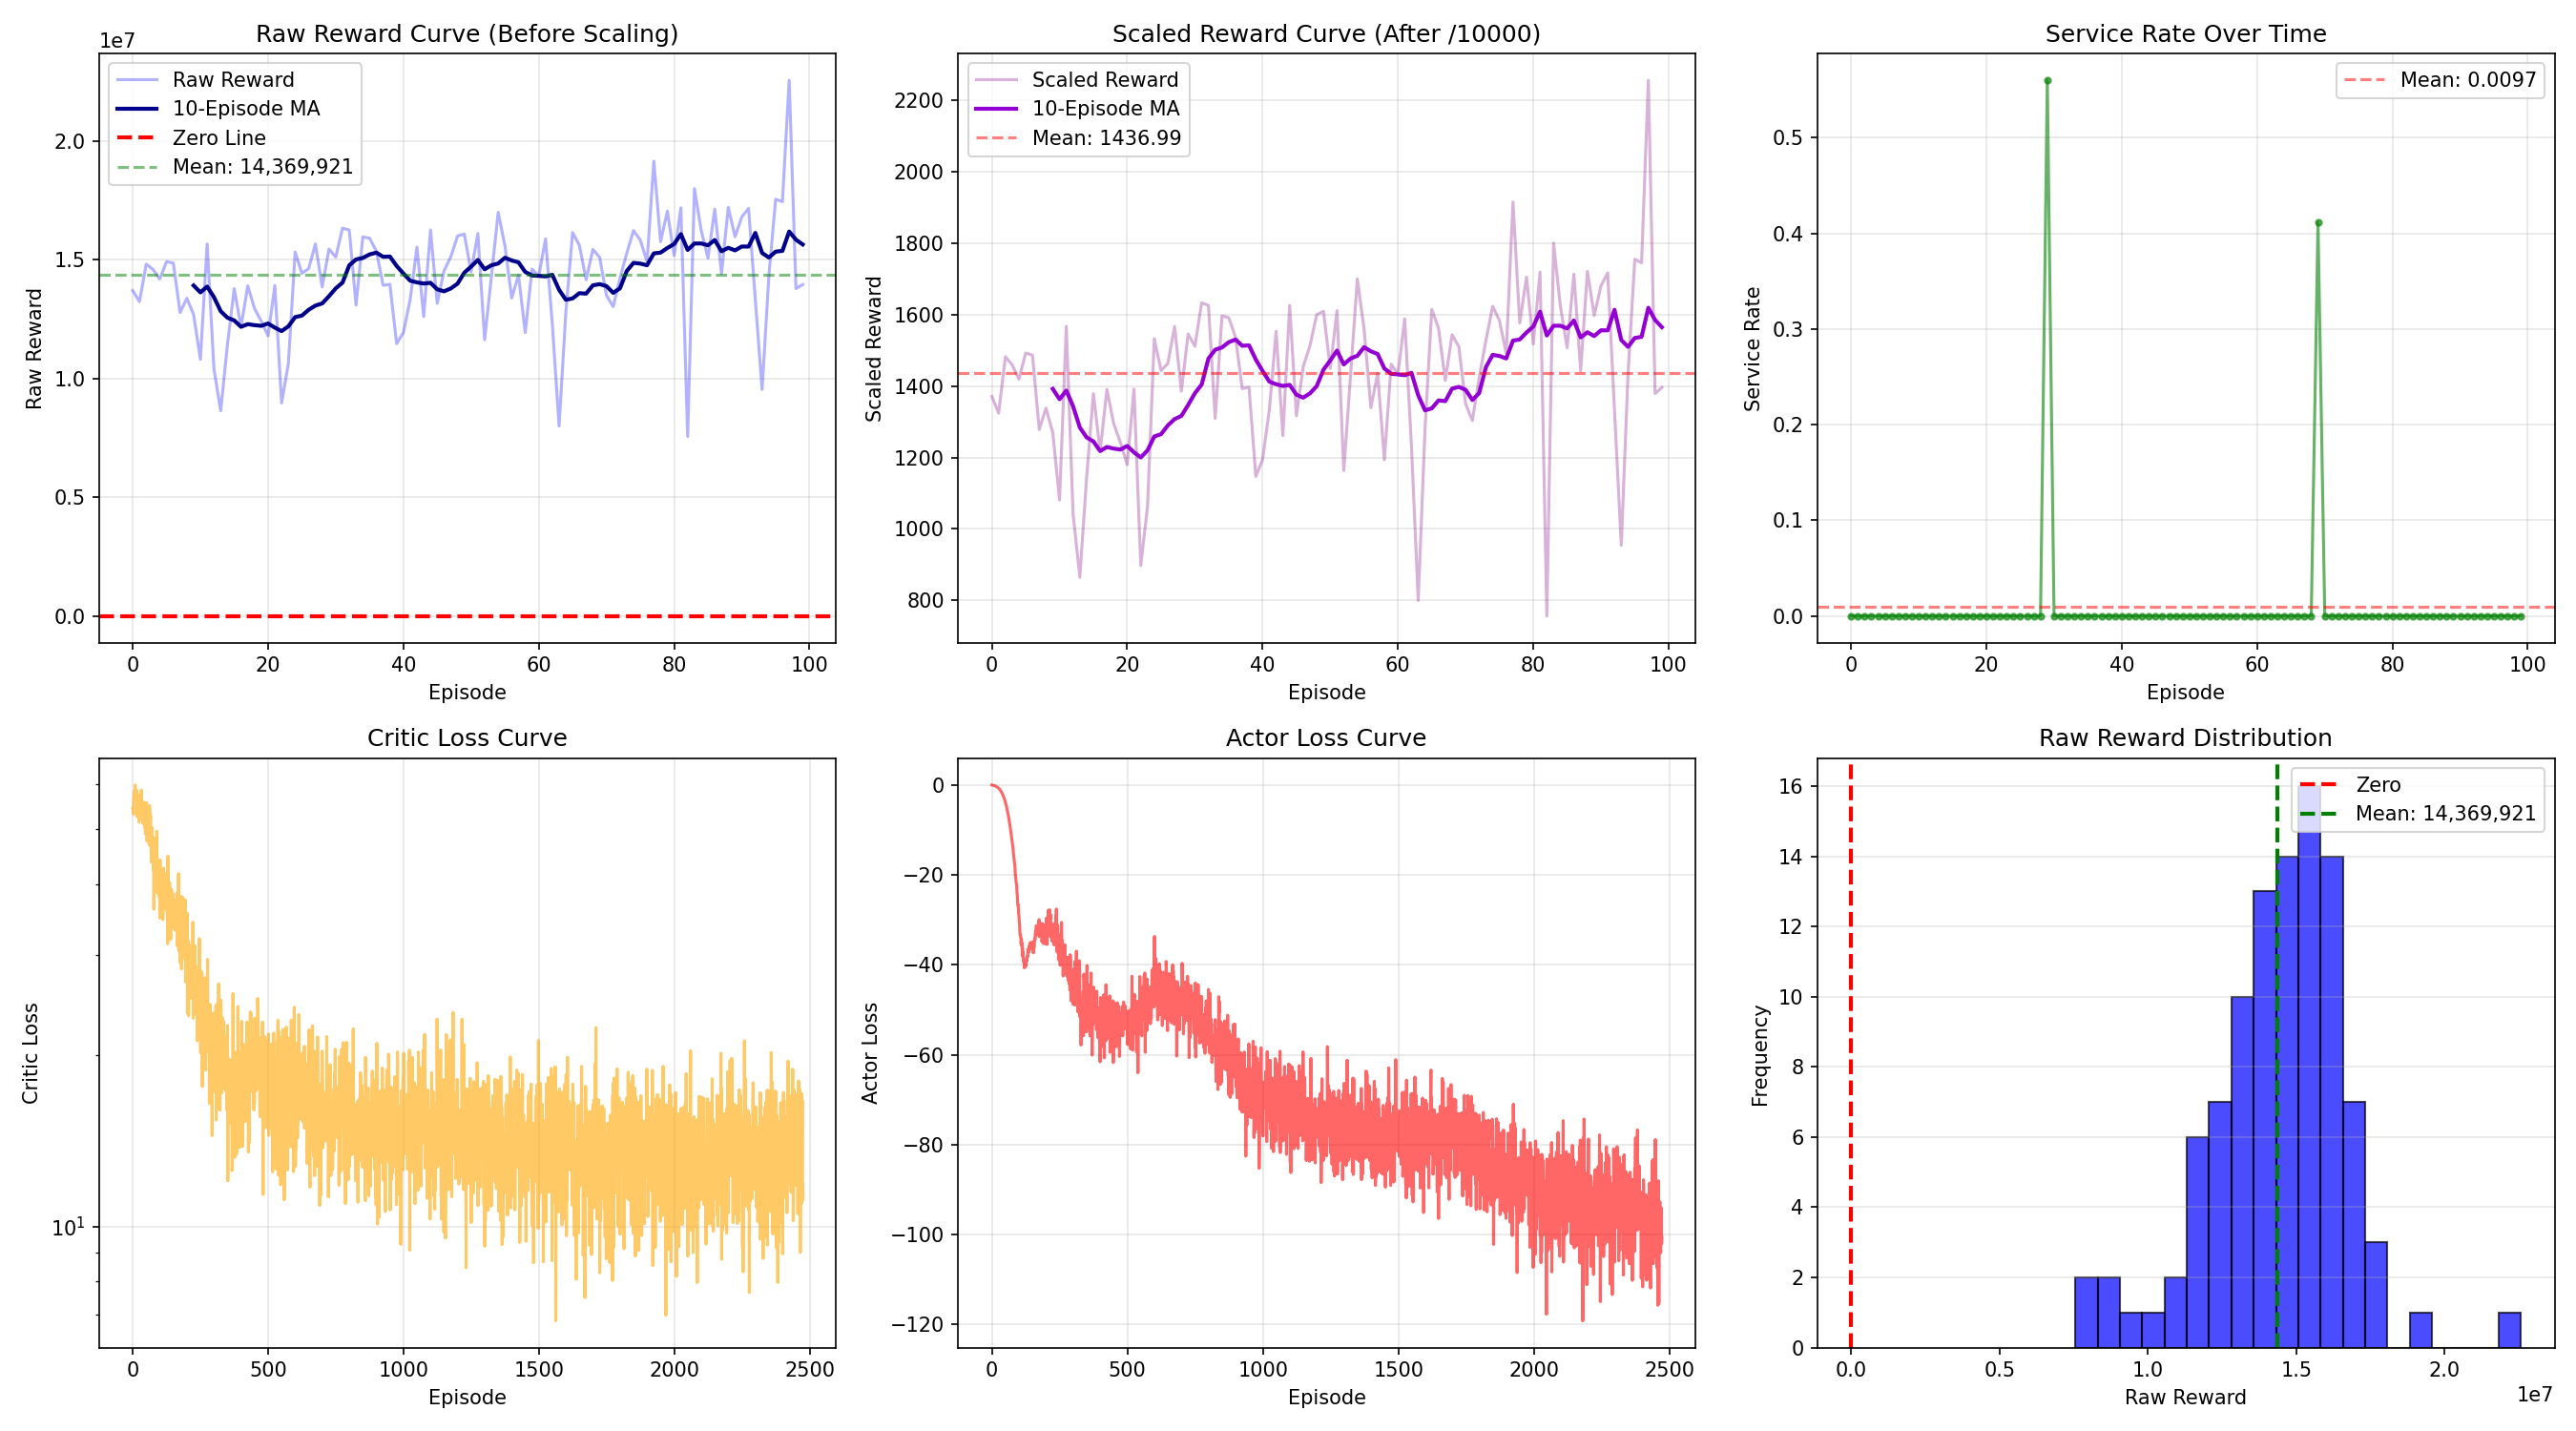 Raw Reward Curve (Before Scaling)
1e7
Raw Reward
10-Episode MA
Zero Line
Mean: 14,369,921
2.0
1.5
1.0
0.5
0.0
Raw Reward
0 20 40 60 80 100
Episode
Scaled Reward Curve (After /10000)
Scaled Reward
10-Episode MA
Mean: 1436.99
2200
2000
1800
1600
1400
1200
1000
800
Scaled Reward
0 20 40 60 80 100
Episode
Service Rate Over Time
Mean: 0.0097
0.5
0.4
0.3
0.2
0.1
0.0
Service Rate
0 20 40 60 80 100
Episode
Critic Loss Curve
10¹
Critic Loss
0 500 1000 1500 2000 2500
Episode
Actor Loss Curve
0
−20
−40
−60
−80
−100
−120
Actor Loss
0 500 1000 1500 2000 2500
Episode
Raw Reward Distribution
Zero
Mean: 14,369,921
16
14
12
10
8
6
4
2
0
Frequency
0.0 0.5 1.0 1.5 2.0
1e7
Raw Reward